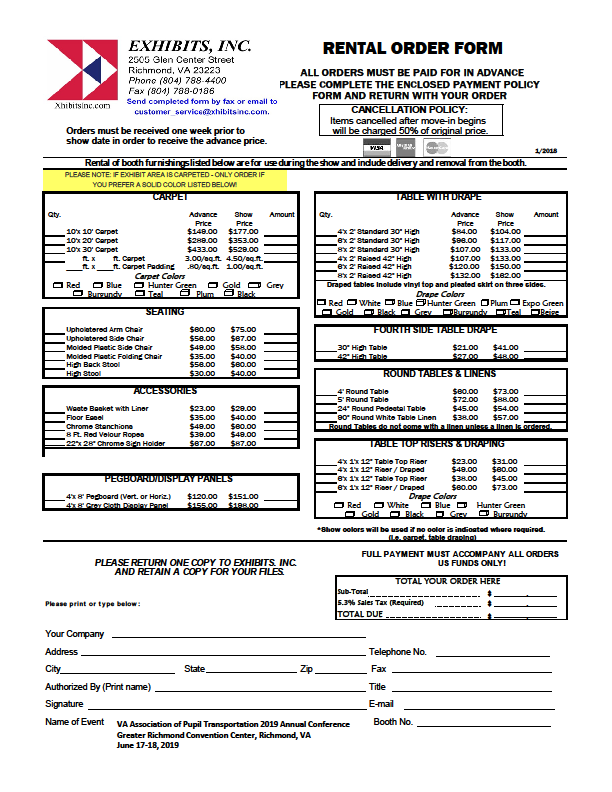 EXHIBITS, INC.
2505 Glen Center Street
Richmond, VA 23223
Phone (804) 788-4400
Fax (804) 788-0186
Xhibitsinc.com
Send completed form by fax or email to
customer_service@xhibitsinc.com.
RENTAL ORDER FORM
ALL ORDERS MUST BE PAID FOR IN ADVANCE
PLEASE COMPLETE THE ENCLOSED PAYMENT POLICY
FORM AND RETURN WITH YOUR ORDER
CANCELLATION POLICY:
Items cancelled after move-in begins
will be charged 50% of original price.
Orders must be received one week prior to
show date in order to receive the advance price.
VISA
1/2018
Rental of booth furnishings listed below are for use during the show and include delivery and removal from the booth.
PLEASE NOTE: IF EXHIBIT AREA IS CARPETED - ONLY ORDER IF
YOU PREFER A SOLID COLOR LISTED BELOW!
CARPET
Qty. Advance Price Show Price Amount
10'x 10' Carpet $149.00 $177.00
10'x 20' Carpet $289.00 $353.00
10'x 30' Carpet $433.00 $529.00
ft. x ft. Carpet 3.00/sq.ft. 4.50/sq.ft.
ft. x ft. Carpet Padding .80/sq.ft. 1.00/sq.ft.
Carpet Colors
Red Blue Hunter Green Gold Grey
Burgundy Teal Plum Black
SEATING
Upholstered Arm Chair $60.00 $75.00
Upholstered Side Chair $56.00 $67.00
Molded Plastic Side Chair $49.00 $58.00
Molded Plastic Folding Chair $35.00 $40.00
High Back Stool $56.00 $60.00
High Stool $30.00 $40.00
ACCESSORIES
Waste Basket with Liner $23.00 $29.00
Floor Easel $35.00 $40.00
Chrome Stanchions $49.00 $60.00
8 Ft. Red Velour Ropes $39.00 $49.00
22"x 28" Chrome Sign Holder $67.00 $87.00
PEGBOARD/DISPLAY PANELS
4'x 8' Pegboard (Vert. or Horiz.) $120.00 $151.00
4'x 8' Grey Cloth Display Panel $155.00 $198.00
TABLE WITH DRAPE
Qty. Advance Price Show Price Amount
4'x 2' Standard 30" High $84.00 $104.00
6'x 2' Standard 30" High $96.00 $117.00
8'x 2' Standard 30" High $107.00 $133.00
4'x 2' Raised 42" High $107.00 $133.00
6'x 2' Raised 42" High $120.00 $150.00
8'x 2' Raised 42" High $132.00 $162.00
Draped tables include vinyl top and pleated skirt on three sides.
Drape Colors
Red White Blue Hunter Green Plum Expo Green
Gold Black Grey Burgundy Teal Beige
FOURTH SIDE TABLE DRAPE
30" High Table $21.00 $41.00
42" High Table $27.00 $48.00
ROUND TABLES & LINENS
4' Round Table $60.00 $73.00
5' Round Table $72.00 $88.00
24" Round Pedestal Table $45.00 $54.00
90" Round White Table Linen $38.00 $57.00
Round Tables do not come with a linen unless a linen is ordered.
TABLE TOP RISERS & DRAPING
4'x 1'x 12" Table Top Riser $23.00 $31.00
4'x 1'x 12" Riser / Draped $49.00 $60.00
6'x 1'x 12" Table Top Riser $38.00 $45.00
6'x 1'x 12" Riser / Draped $60.00 $73.00
Drape Colors
Red White Blue Hunter Green
Gold Black Grey Burgundy
*Show colors will be used if no color is indicated where required.
(i.e. carpet, table draping)
PLEASE RETURN ONE COPY TO EXHIBITS. INC.
AND RETAIN A COPY FOR YOUR FILES.
FULL PAYMENT MUST ACCOMPANY ALL ORDERS
US FUNDS ONLY!
TOTAL YOUR ORDER HERE
Sub-Total $
5.3% Sales Tax (Required) $
TOTAL DUE $
Please print or type below:
Your Company
Address Telephone No.
City State Zip Fax
Authorized By (Print name) Title
Signature E-mail
Name of Event VA Association of Pupil Transportation 2019 Annual Conference Booth No.
Greater Richmond Convention Center, Richmond, VA
June 17-18, 2019